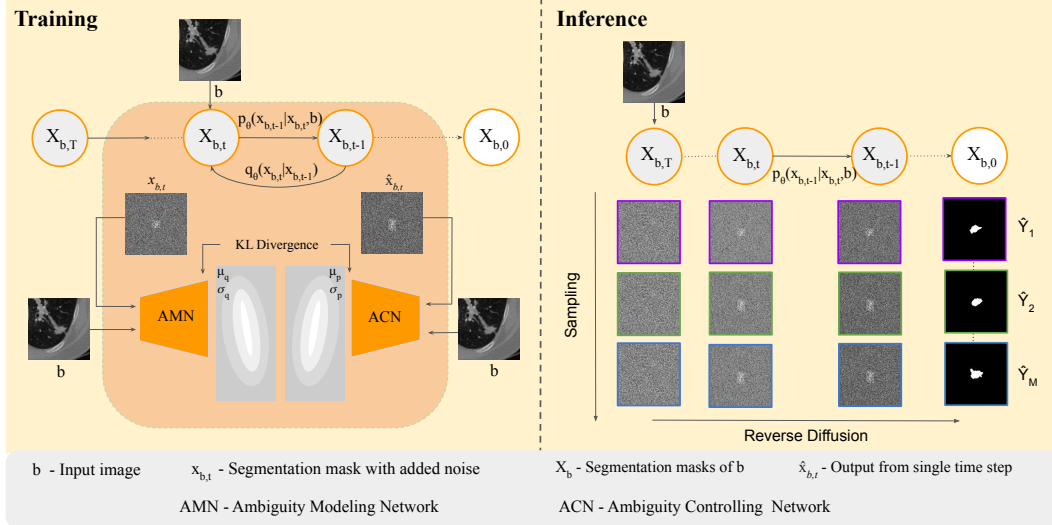 Training
b
X_{b,T}
X_{b,t}
p_θ(x_{b,t-1}|x_{b,t},b)
X_{b,t-1}
X_{b,0}
q_θ(x_{b,t}|x_{b,t-1})
x_{b,t}
x̂_{b,t}
KL Divergence
μ_q
σ_q
μ_p
σ_p
AMN
ACN
b
b
Inference
b
X_{b,T}
X_{b,t}
X_{b,t-1}
X_{b,0}
p_θ(x_{b,t-1}|x_{b,t},b)
Sampling
Ŷ_1
Ŷ_2
Ŷ_M
Reverse Diffusion
b - Input image
x_{b,t} - Segmentation mask with added noise
X_b - Segmentation masks of b
x̂_{b,t} - Output from single time step
AMN - Ambiguity Modeling Network
ACN - Ambiguity Controlling Network